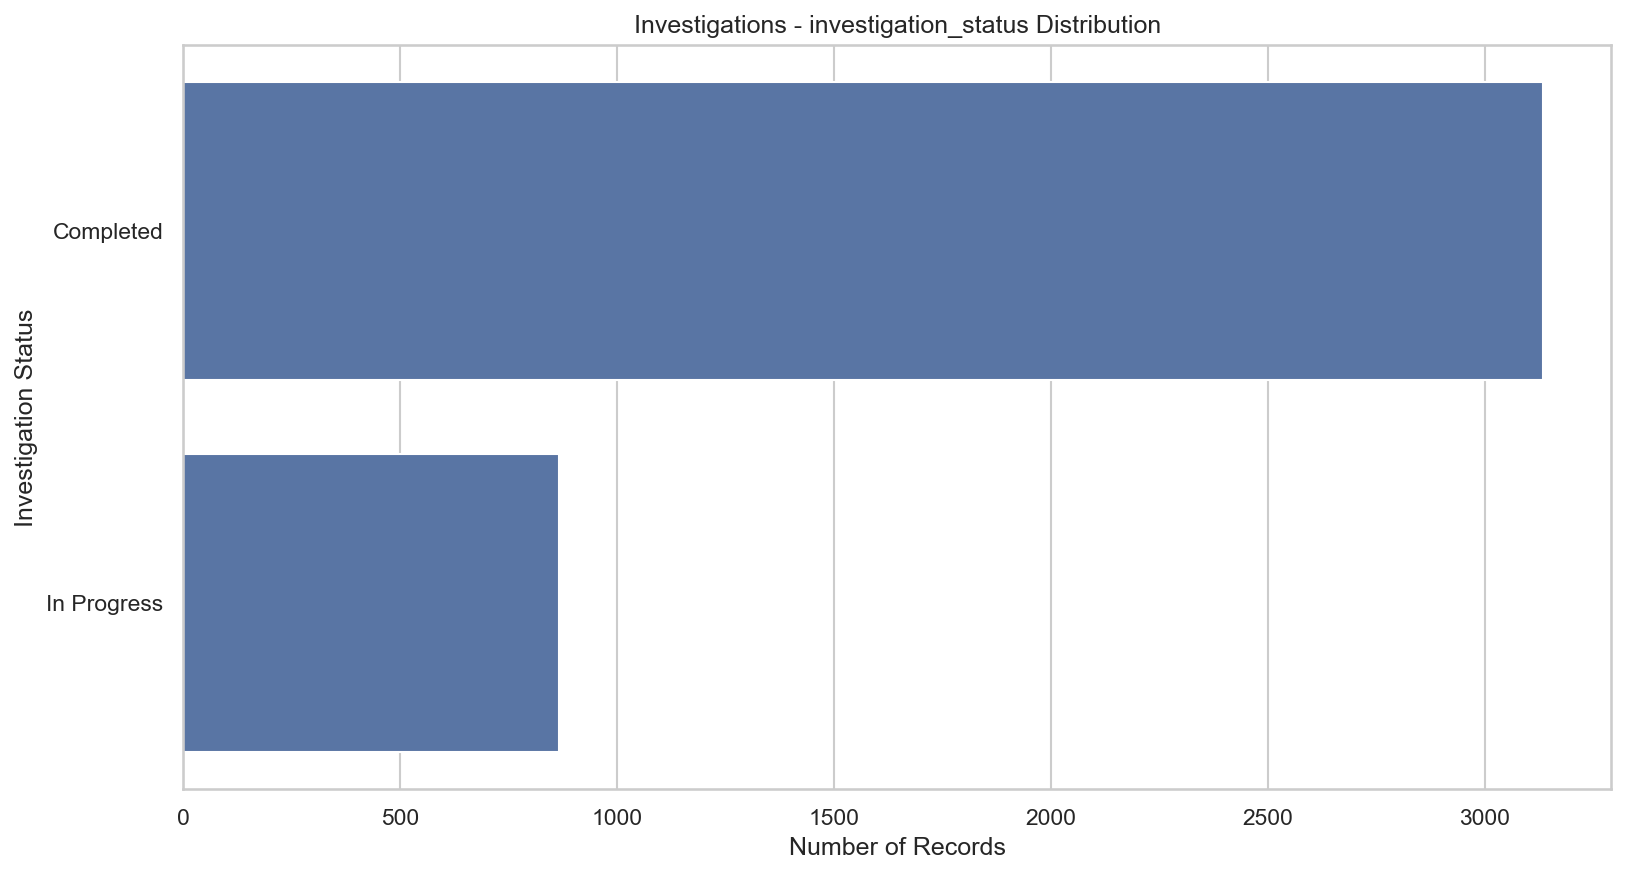 Investigations - investigation_status Distribution
Investigation Status
Completed
In Progress
0 500 1000 1500 2000 2500 3000
Number of Records